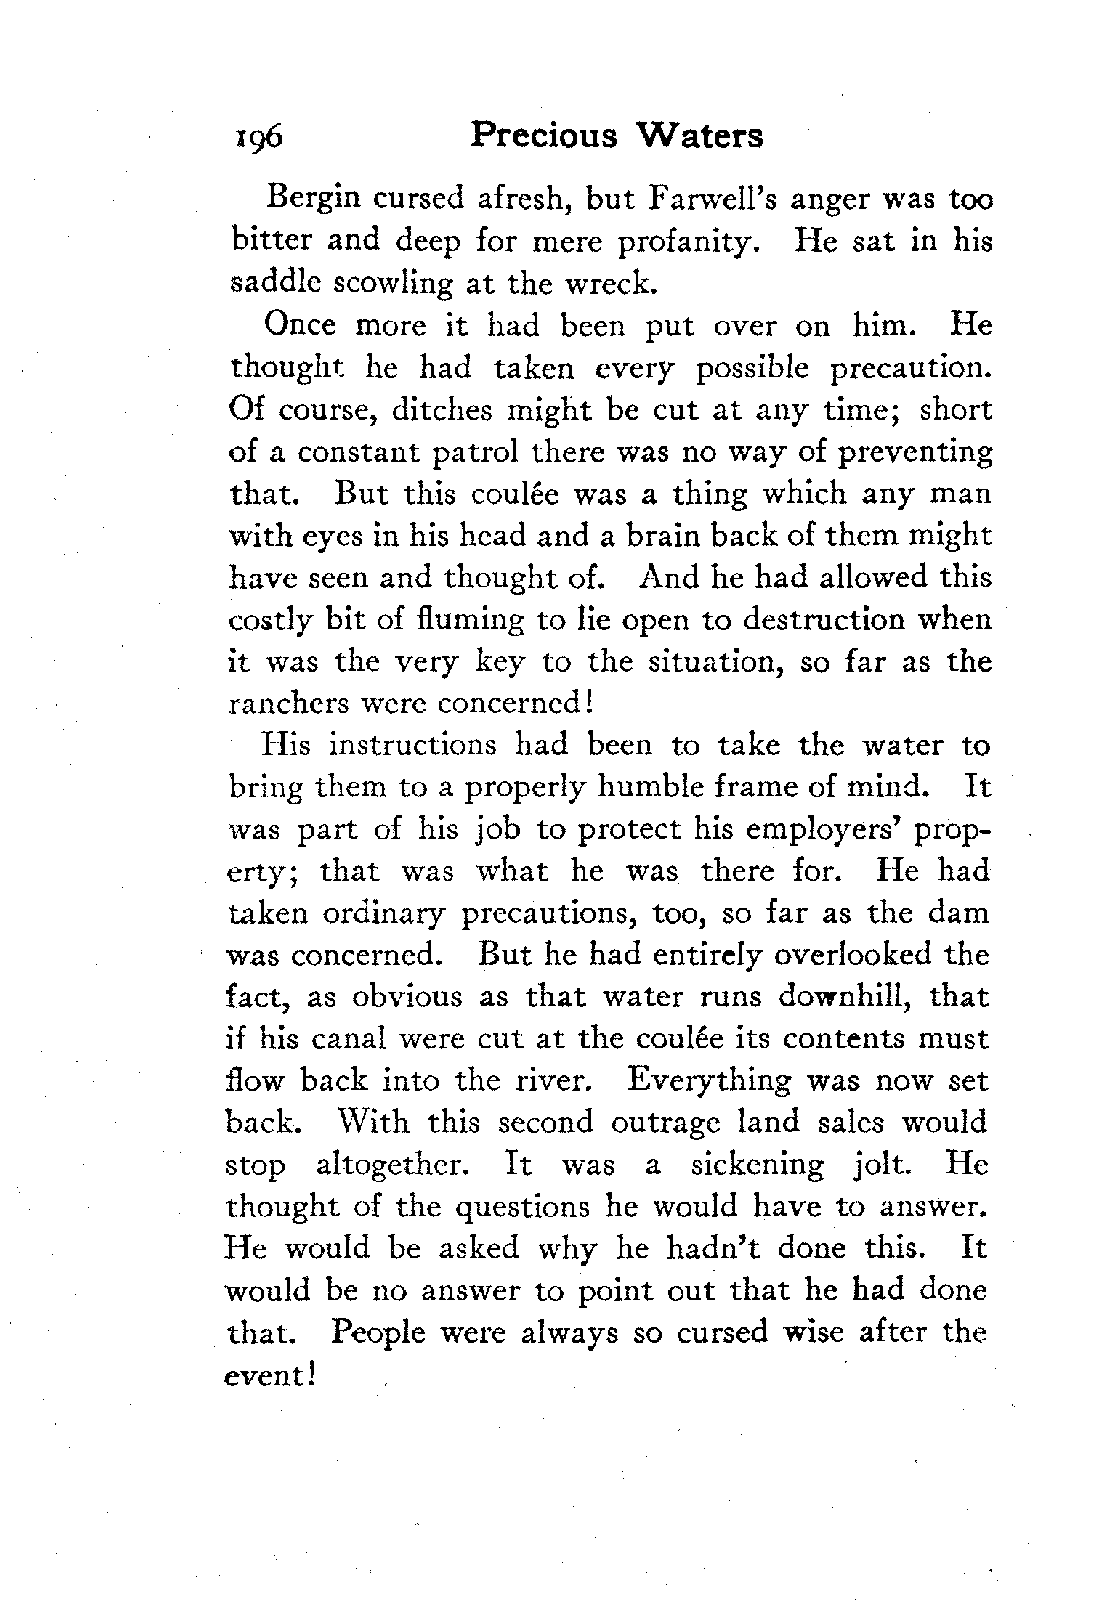 196 Precious Waters
Bergin cursed afresh, but Farwell's anger was too
bitter and deep for mere profanity. He sat in his
saddle scowling at the wreck.
Once more it had been put over on him. He
thought he had taken every possible precaution.
Of course, ditches might be cut at any time; short
of a constant patrol there was no way of preventing
that. But this coulée was a thing which any man
with eyes in his head and a brain back of them might
have seen and thought of. And he had allowed this
costly bit of fluming to lie open to destruction when
it was the very key to the situation, so far as the
ranchers were concerned!
His instructions had been to take the water to
bring them to a properly humble frame of mind. It
was part of his job to protect his employers' prop-
erty; that was what he was there for. He had
taken ordinary precautions, too, so far as the dam
was concerned. But he had entirely overlooked the
fact, as obvious as that water runs downhill, that
if his canal were cut at the coulée its contents must
flow back into the river. Everything was now set
back. With this second outrage land sales would
stop altogether. It was a sickening jolt. He
thought of the questions he would have to answer.
He would be asked why he hadn't done this. It
would be no answer to point out that he had done
that. People were always so cursed wise after the
event!